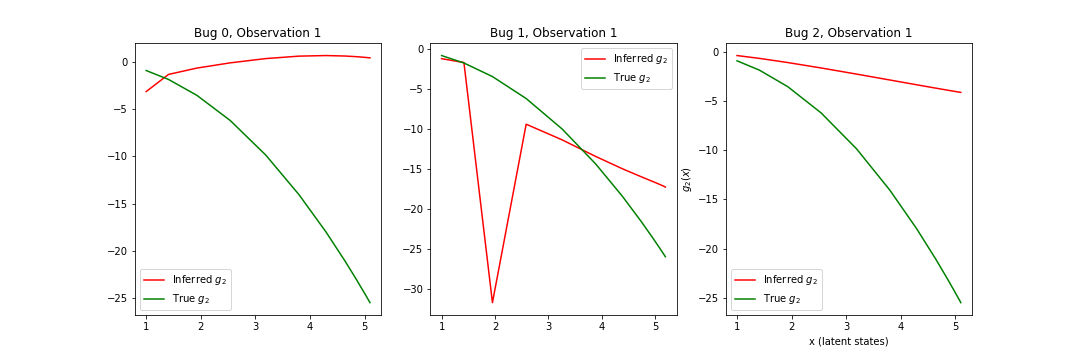 Bug 0, Observation 1
0
−5
−10
−15
−20
−25
1 2 3 4 5
Inferred g₂
True g₂
Bug 1, Observation 1
0
−5
−10
−15
−20
−25
−30
1 2 3 4 5
Inferred g₂
True g₂
Bug 2, Observation 1
g₂(x)
0
−5
−10
−15
−20
−25
1 2 3 4 5
x (latent states)
Inferred g₂
True g₂